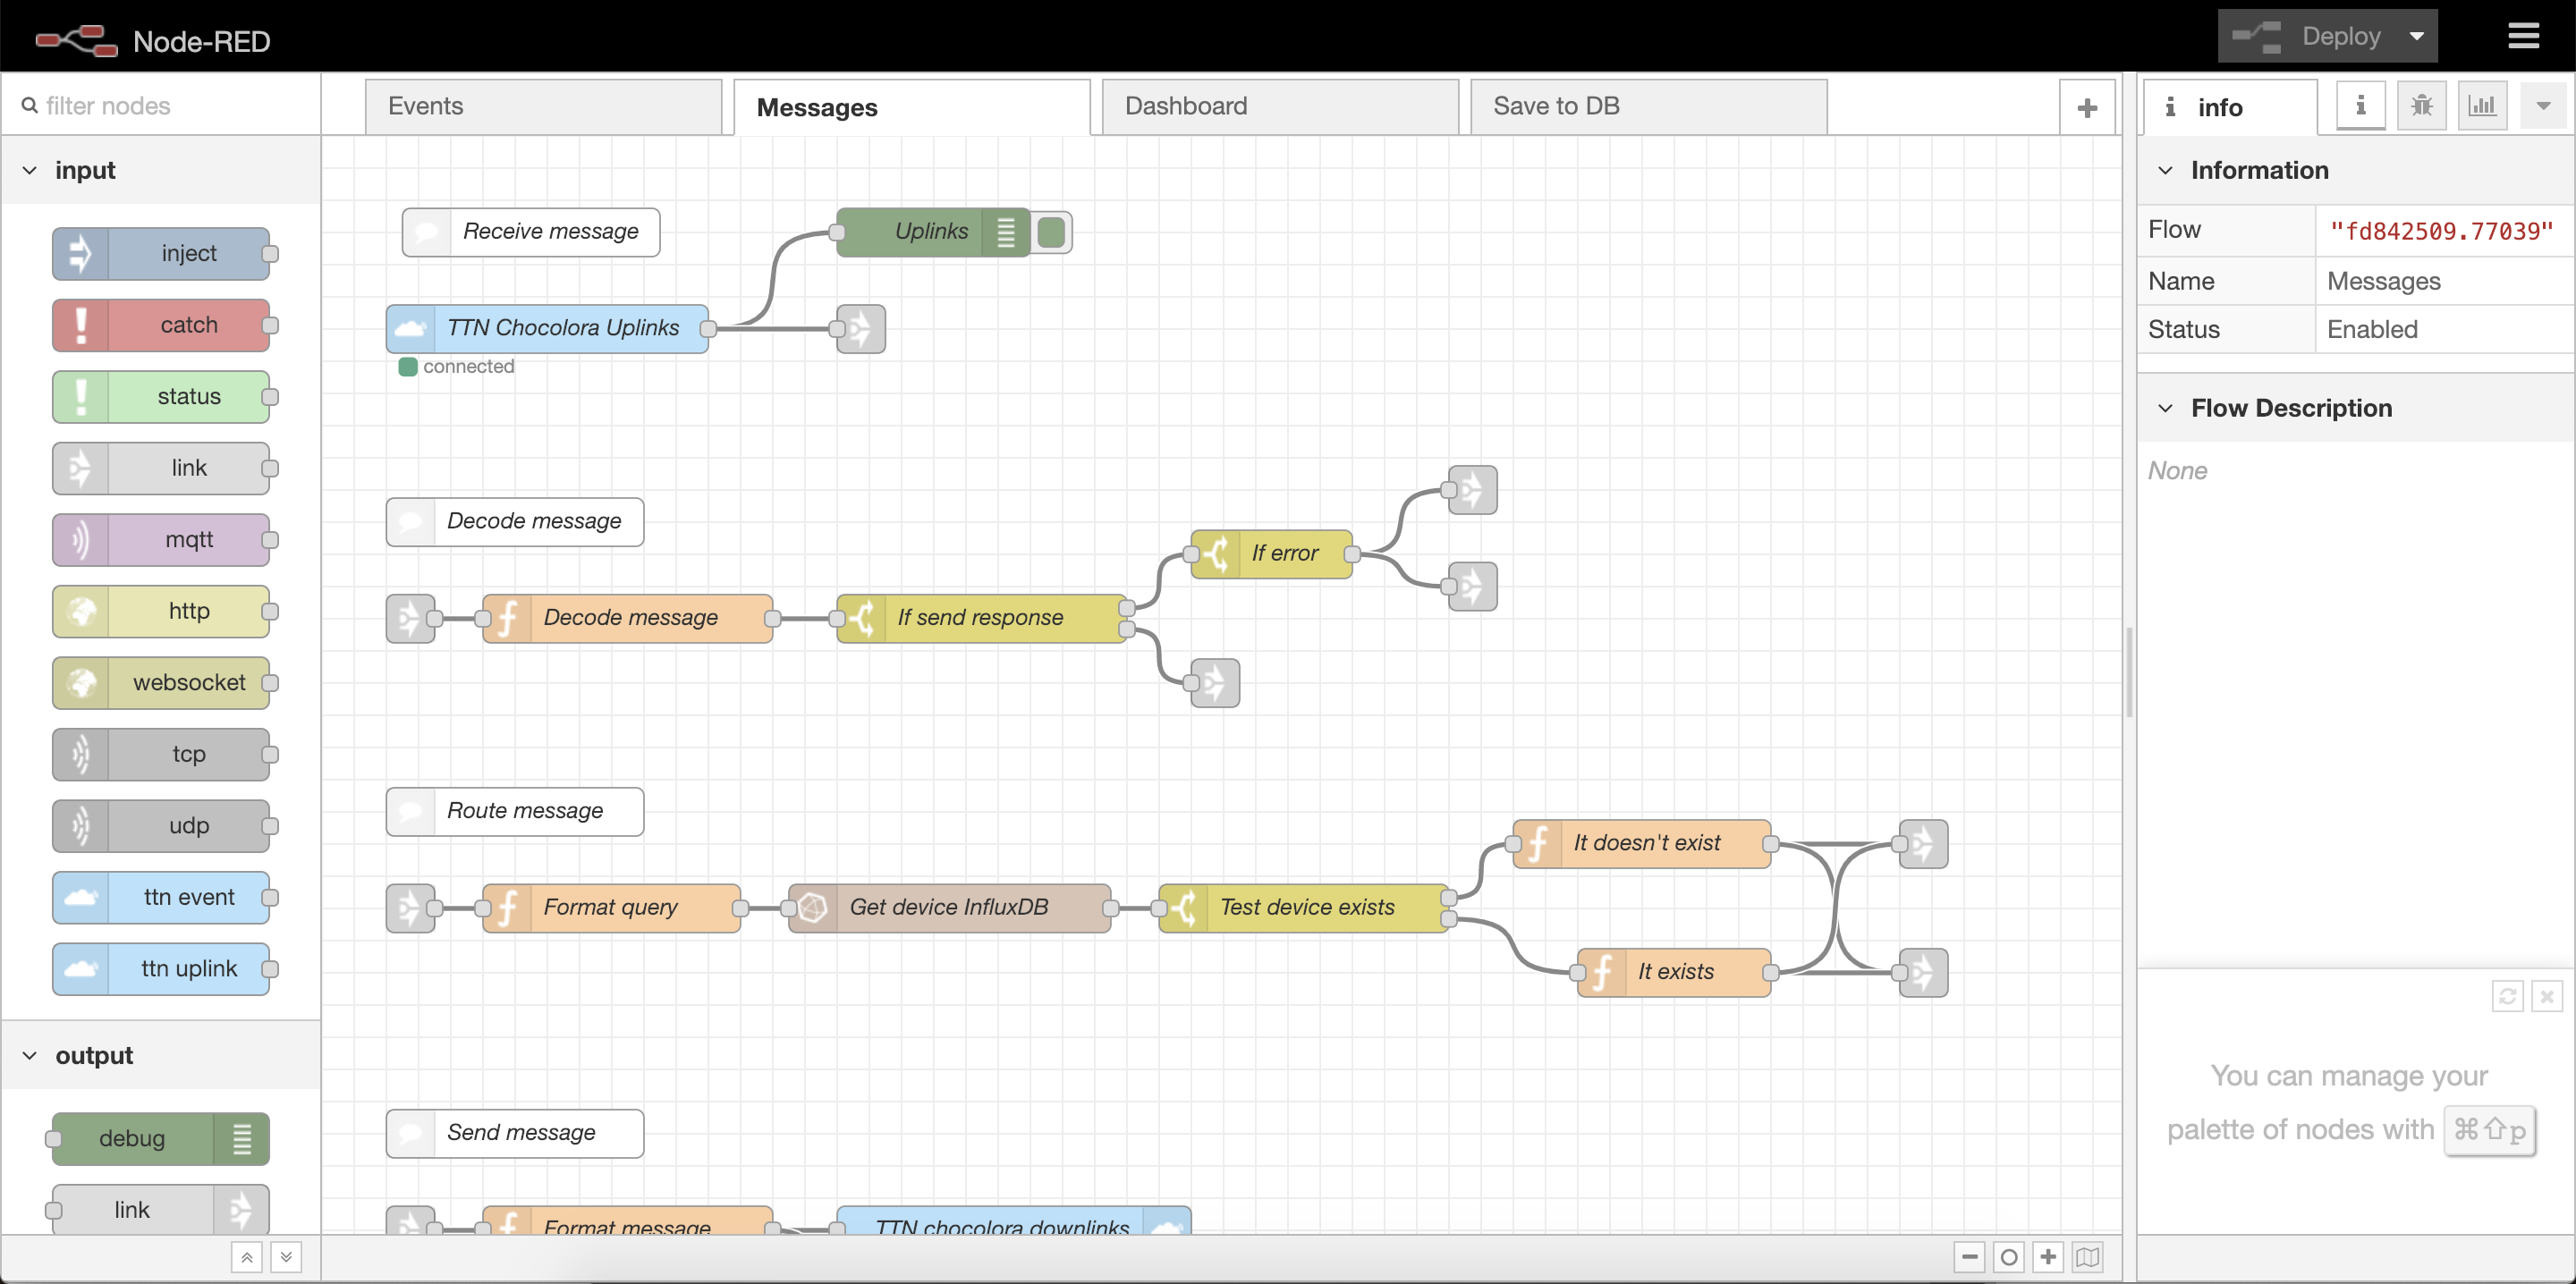 Node-RED
Deploy
filter nodes
Events
Messages
Dashboard
Save to DB
info
input
inject
catch
status
link
mqtt
http
websocket
tcp
udp
ttn event
ttn uplink
output
debug
link
Receive message
Uplinks
TTN Chocolora Uplinks
connected
Decode message
If error
Decode message
If send response
Route message
It doesn't exist
Format query
Get device InfluxDB
Test device exists
It exists
Send message
Format message
TTN chocolora downlinks
Information
Flow "fd842509.77039"
Name Messages
Status Enabled
Flow Description
None
You can manage your
palette of nodes with ⌘⇧p